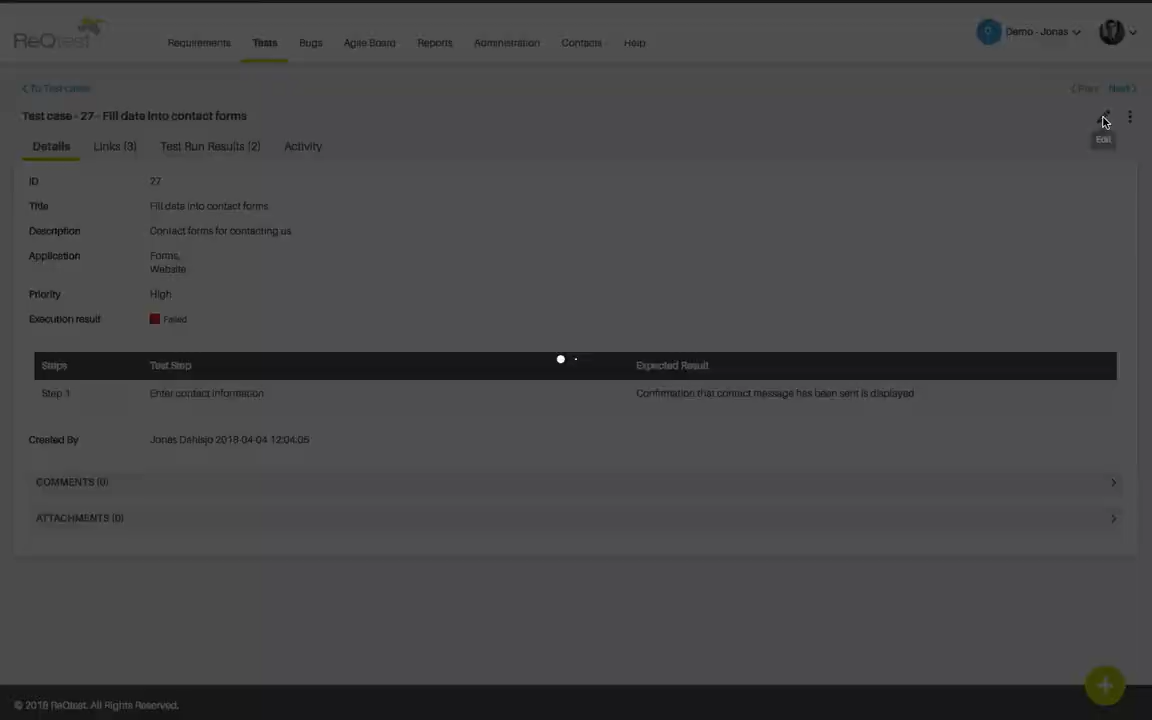 ReQtest
Requirements Tests Bugs Agile Board Reports Administration Contacts Help
D Demo - Jonas
To Test cases
Prev Next
Test case - 27 - Fill data into contact forms
Edit
Details Links (3) Test Run Results (2) Activity
ID 27
Title Fill data into contact forms
Description Contact forms for contacting us
Application Forms,
Website
Priority High
Execution result Failed
Steps Test Step Expected Result
Step 1 Enter contact information Confirmation that contact message has been sent is displayed
Created By Jonas Dahlsjo 2018-04-04 12:04:05
COMMENTS (0)
ATTACHMENTS (0)
© 2018 ReQtest. All Rights Reserved.